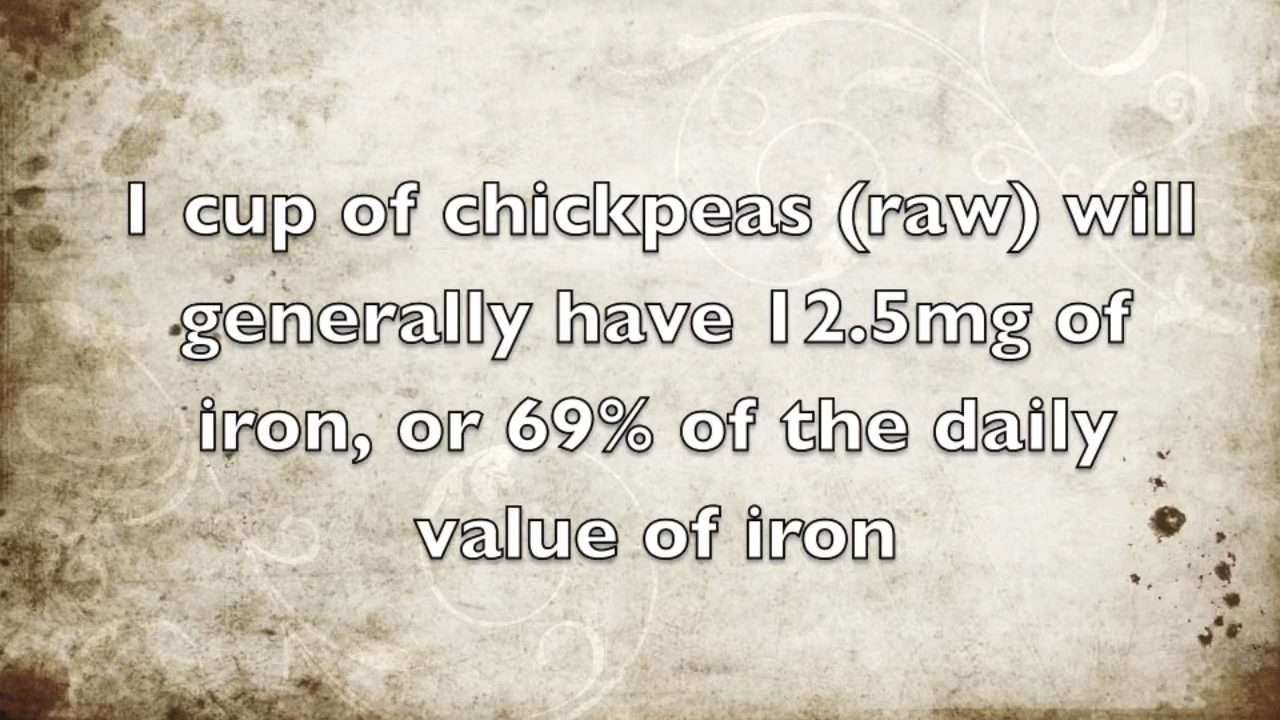 1 cup of chickpeas (raw) will
generally have 12.5mg of
iron, or 69% of the daily
value of iron